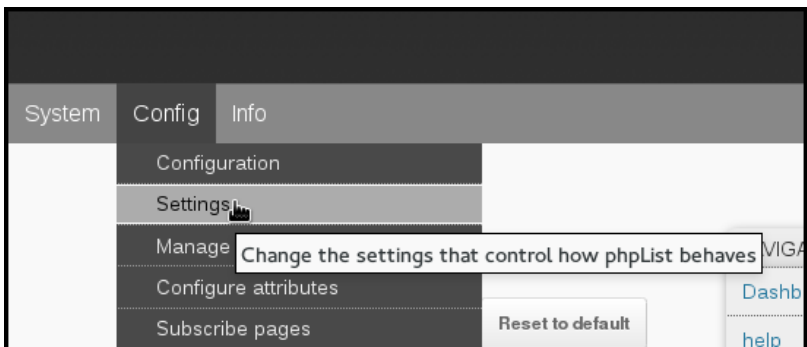 System Config Info
Configuration
Settings
Manage
Change the settings that control how phpList behaves
Configure attributes
Subscribe pages
Reset to default
Dashb
help